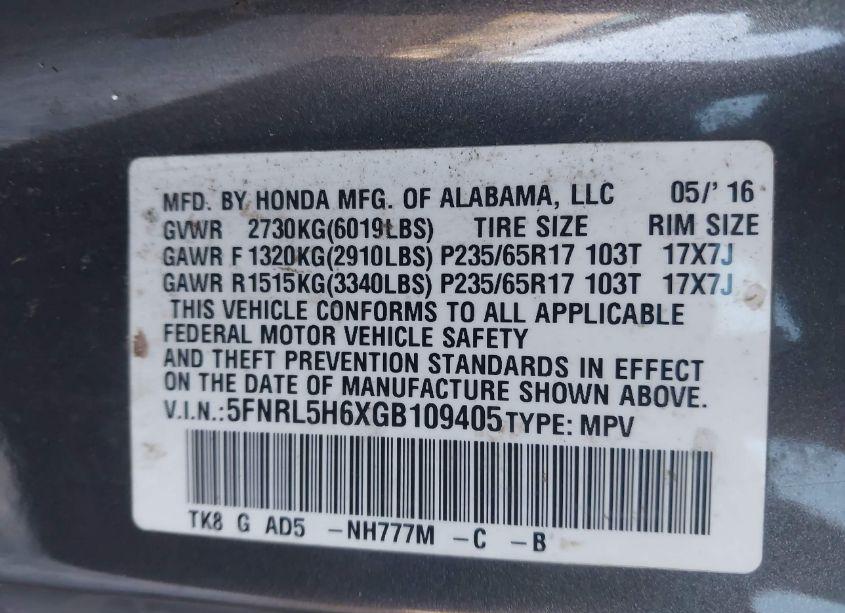 MFD. BY HONDA MFG. OF ALABAMA, LLC 05/' 16
GVWR 2730KG(6019LBS) TIRE SIZE RIM SIZE
GAWR F 1320KG(2910LBS) P235/65R17 103T 17X7J
GAWR R1515KG(3340LBS) P235/65R17 103T 17X7J
THIS VEHICLE CONFORMS TO ALL APPLICABLE
FEDERAL MOTOR VEHICLE SAFETY
AND THEFT PREVENTION STANDARDS IN EFFECT
ON THE DATE OF MANUFACTURE SHOWN ABOVE.
V.I.N.:5FNRL5H6XGB109405 TYPE: MPV
TK8 G AD5 -NH777M -C -B